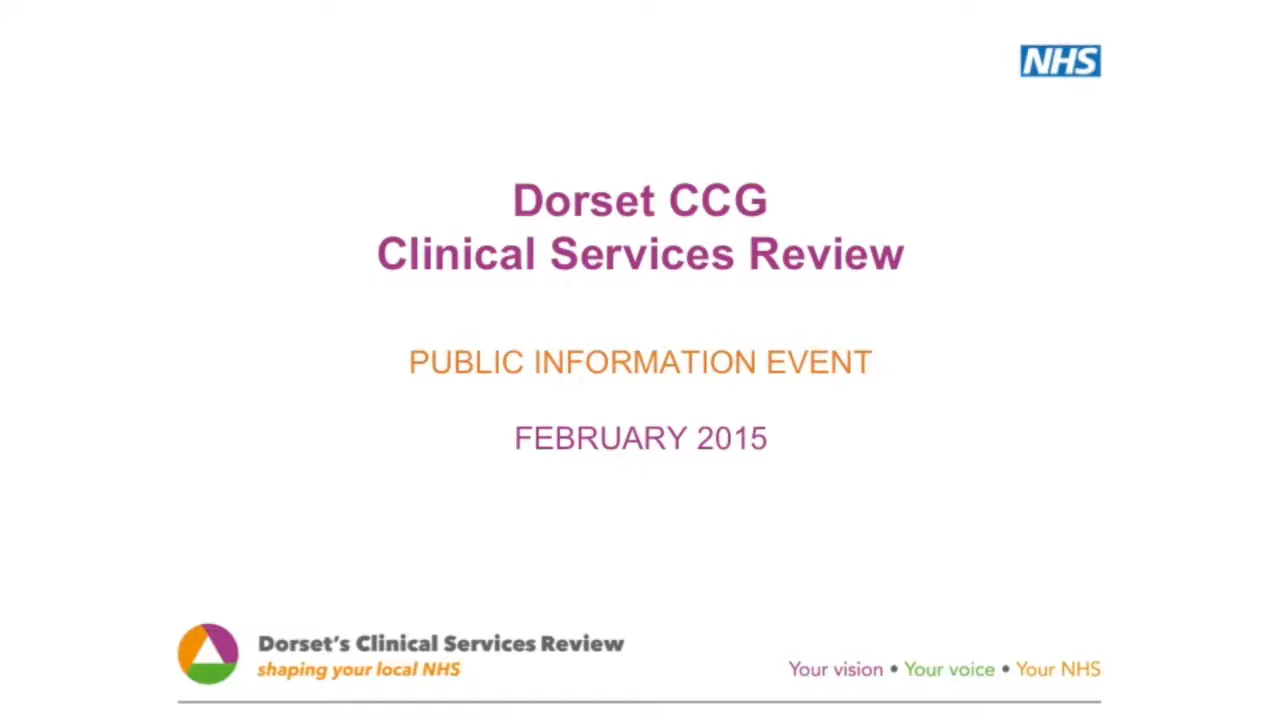 NHS
Dorset CCG
Clinical Services Review
PUBLIC INFORMATION EVENT
FEBRUARY 2015
Dorset's Clinical Services Review
shaping your local NHS
Your vision • Your voice • Your NHS